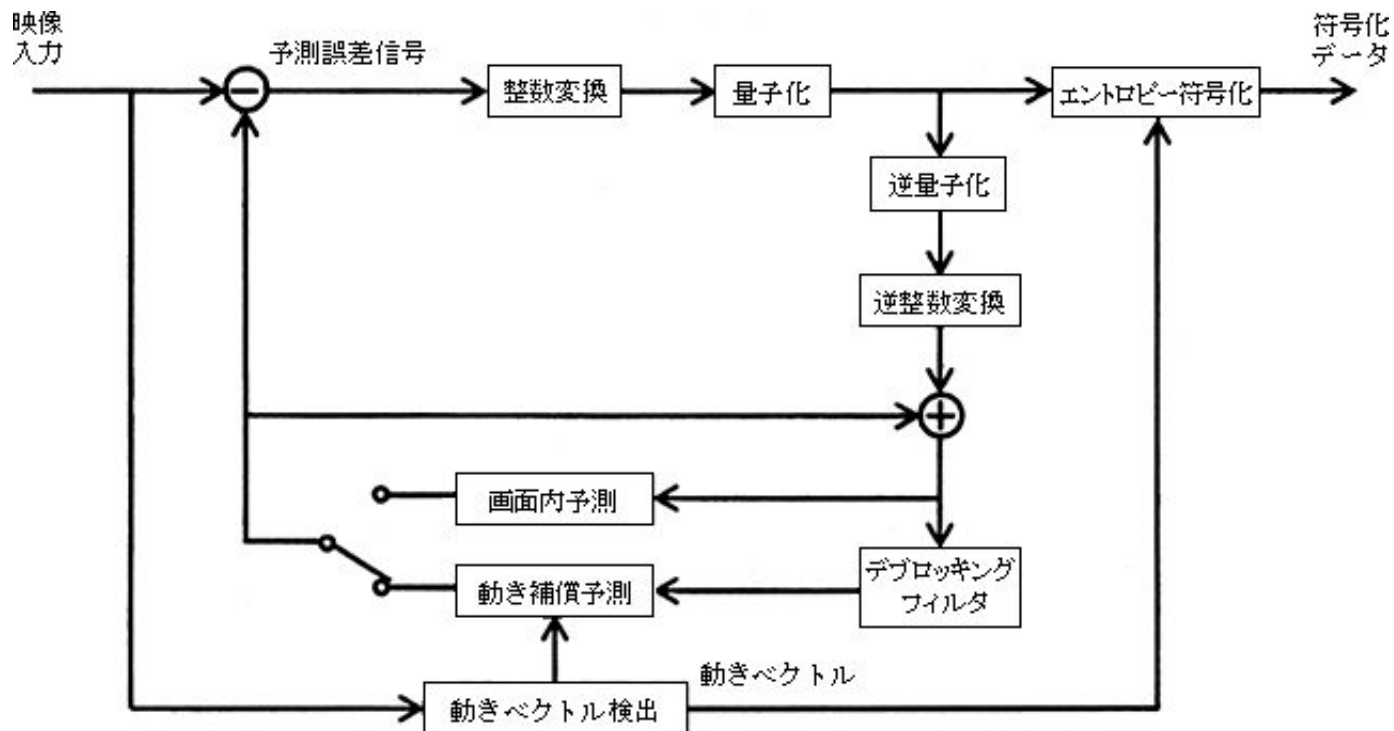 映像
入力
予測誤差信号
符号化
データ
整数変換
量子化
エントロピー符号化
逆量子化
逆整数変換
画面内予測
デブロッキング
フィルタ
動き補償予測
動きベクトル
動きベクトル検出